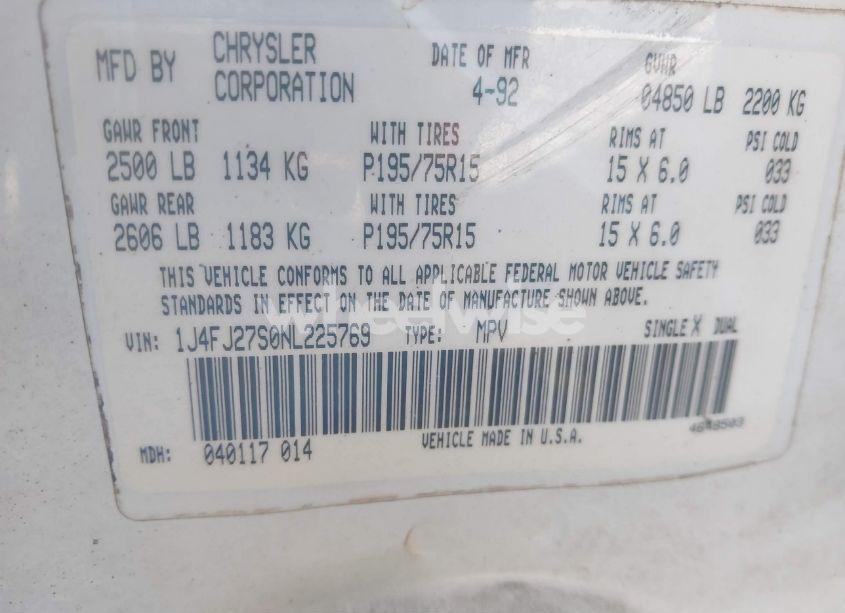 MFD BY CHRYSLER CORPORATION DATE OF MFR 4-92 GVWR 04850 LB 2200 KG
GAWR FRONT WITH TIRES RIMS AT PSI COLD
2500 LB 1134 KG P195/75R15 15 X 6.0 033
GAWR REAR WITH TIRES RIMS AT PSI COLD
2606 LB 1183 KG P195/75R15 15 X 6.0 033
THIS VEHICLE CONFORMS TO ALL APPLICABLE FEDERAL MOTOR VEHICLE SAFETY
STANDARDS IN EFFECT ON THE DATE OF MANUFACTURE SHOWN ABOVE.
wheelwise
VIN: 1J4FJ27S0NL225769 TYPE: MPV SINGLE X DUAL
MDH: 040117 014 VEHICLE MADE IN U.S.A. 4648503